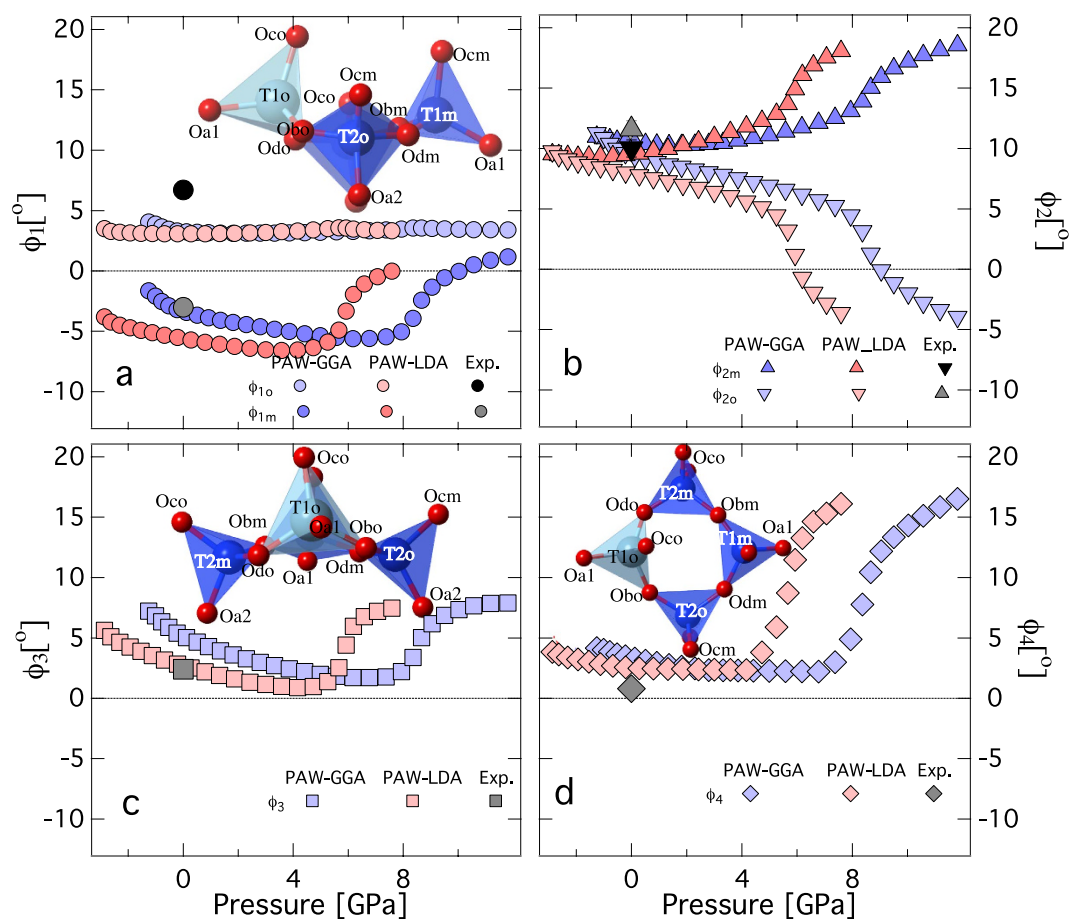 20
15
10
5
0
-5
-10
ϕ1[°]
Oco
Ocm
Ocm
T1o
Oco
Obm
T1m
Oa1
Obo
T2o
Odo
Odm
Oa1
Oa2
a
PAW-GGA PAW-LDA Exp.
ϕ1o
ϕ1m
20
15
10
5
0
-5
-10
ϕ2[°]
b
PAW-GGA PAW_LDA Exp.
ϕ2m
ϕ2o
20
15
10
5
0
-5
-10
ϕ3[°]
Oco
Oco
T1o
Ocm
Obm
Oa1
Obo
T2m
T2o
Odo
Oa1
Odm
Oa2
Oa2
c
PAW-GGA PAW-LDA Exp.
ϕ3
0 4 8
Pressure [GPa]
20
15
10
5
0
-5
-10
ϕ4[°]
Oco
T2m
Odo
Obm
Oco
T1m
Oa1
T1o
Oa1
Obo
Odm
T2o
Ocm
d
PAW-GGA PAW-LDA Exp.
ϕ4
0 4 8
Pressure [GPa]